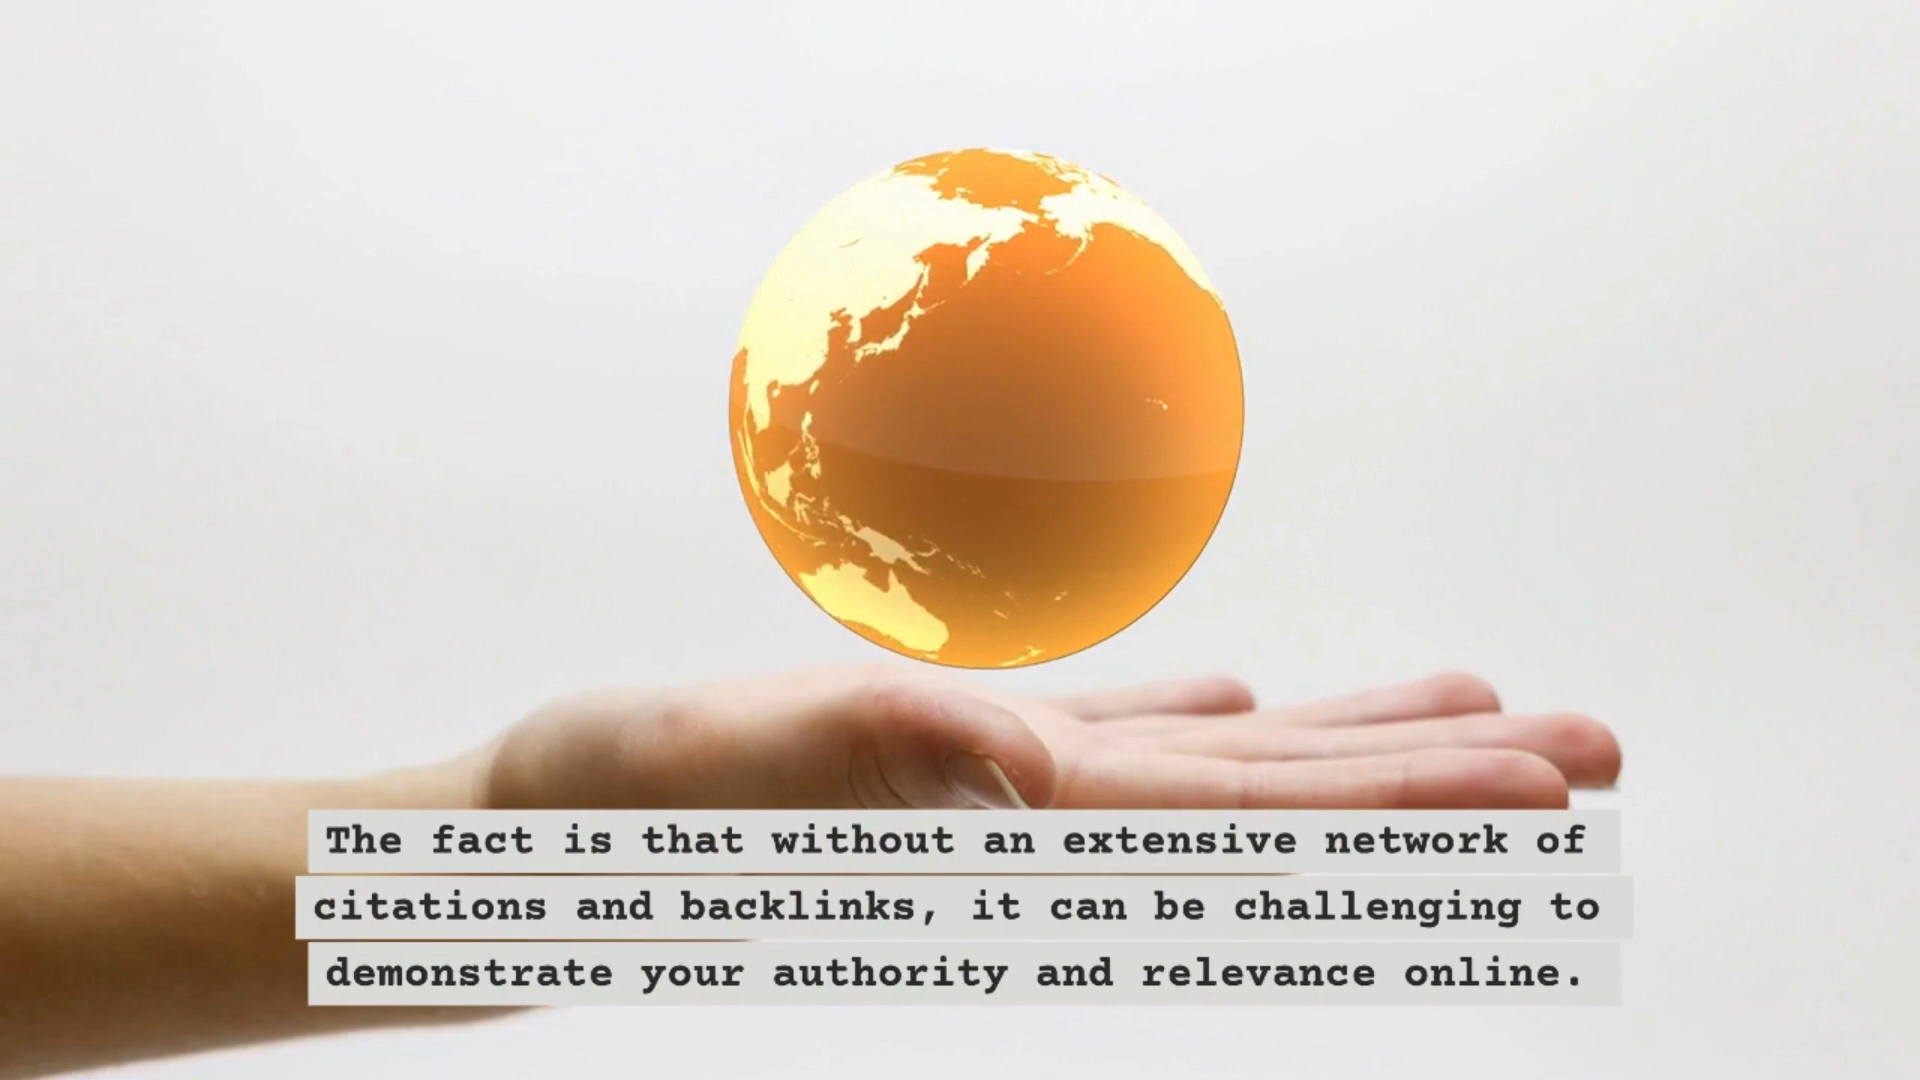 The fact is that without an extensive network of
citations and backlinks, it can be challenging to
demonstrate your authority and relevance online.